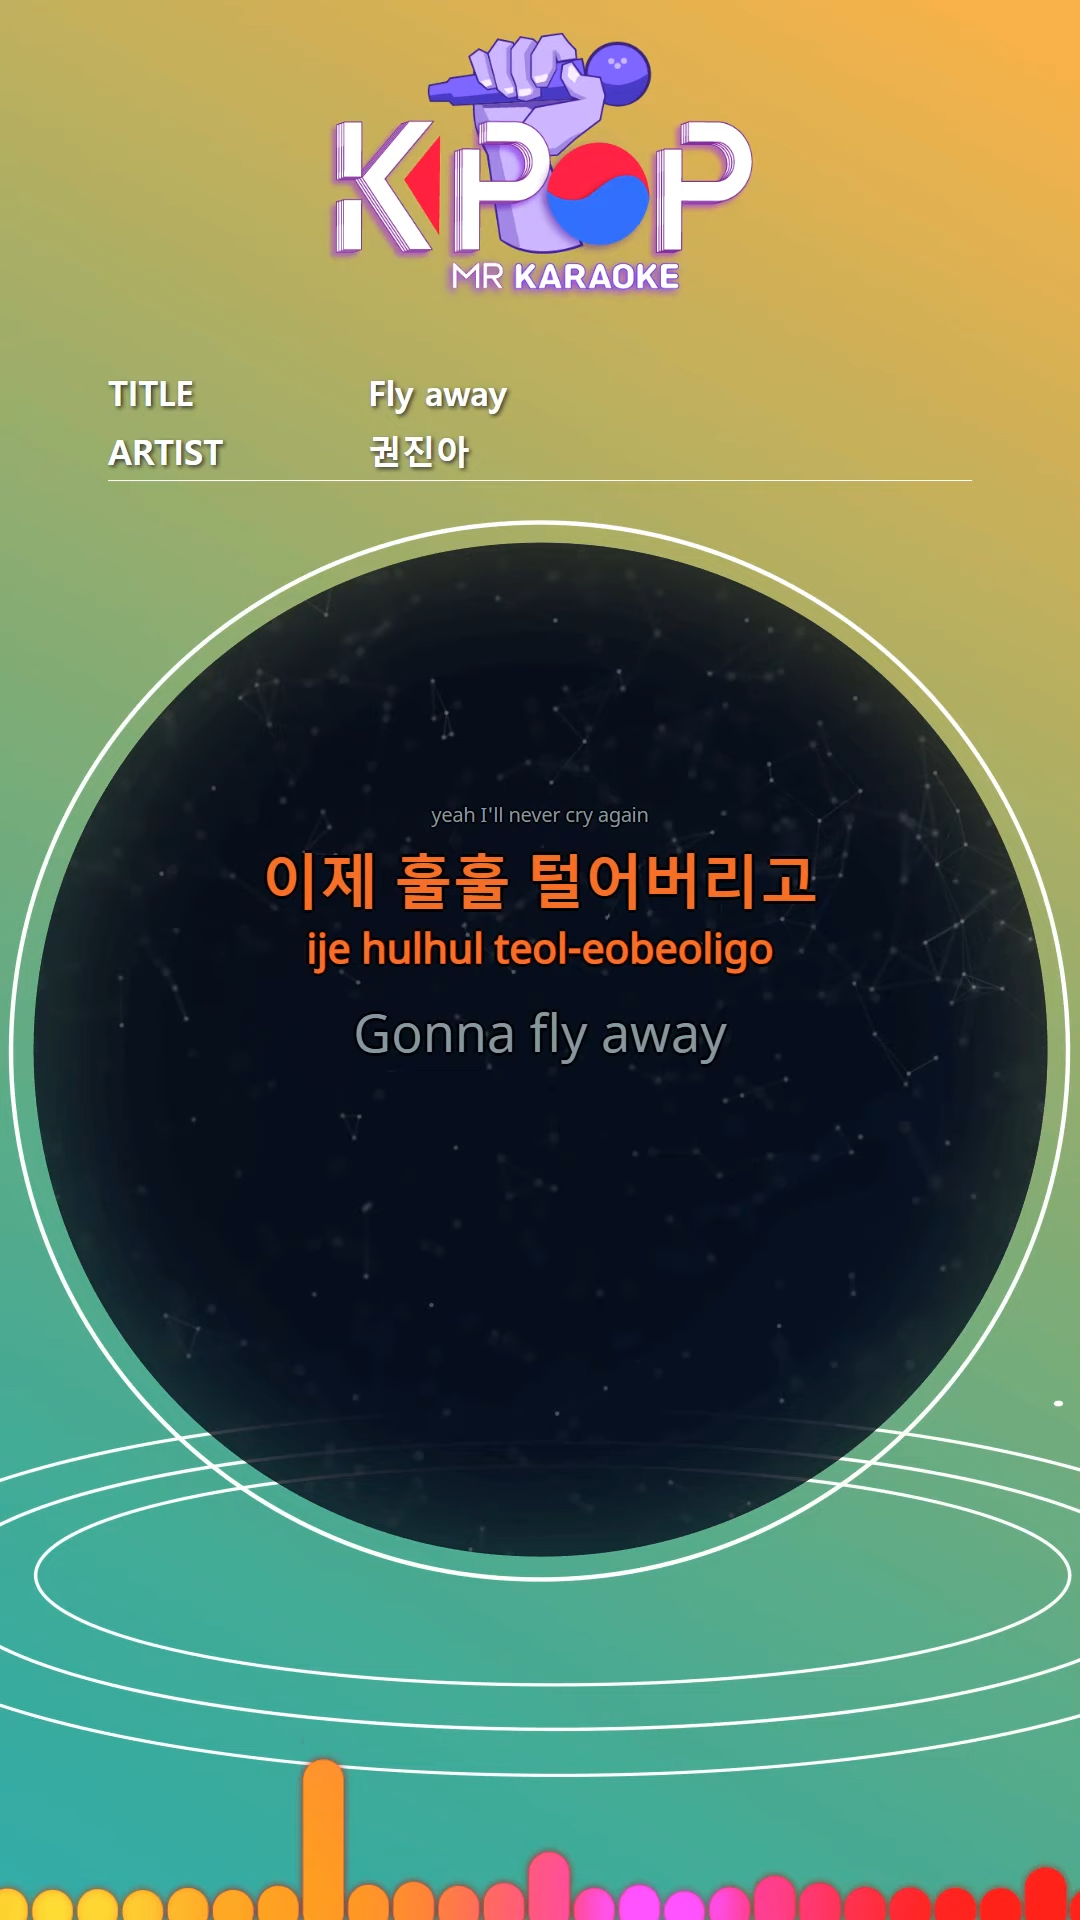 KPOP
MR KARAOKE
TITLE Fly away
ARTIST 권진아
yeah I'll never cry again
이제 훌훌 털어버리고
ije hulhul teol-eobeoligo
Gonna fly away